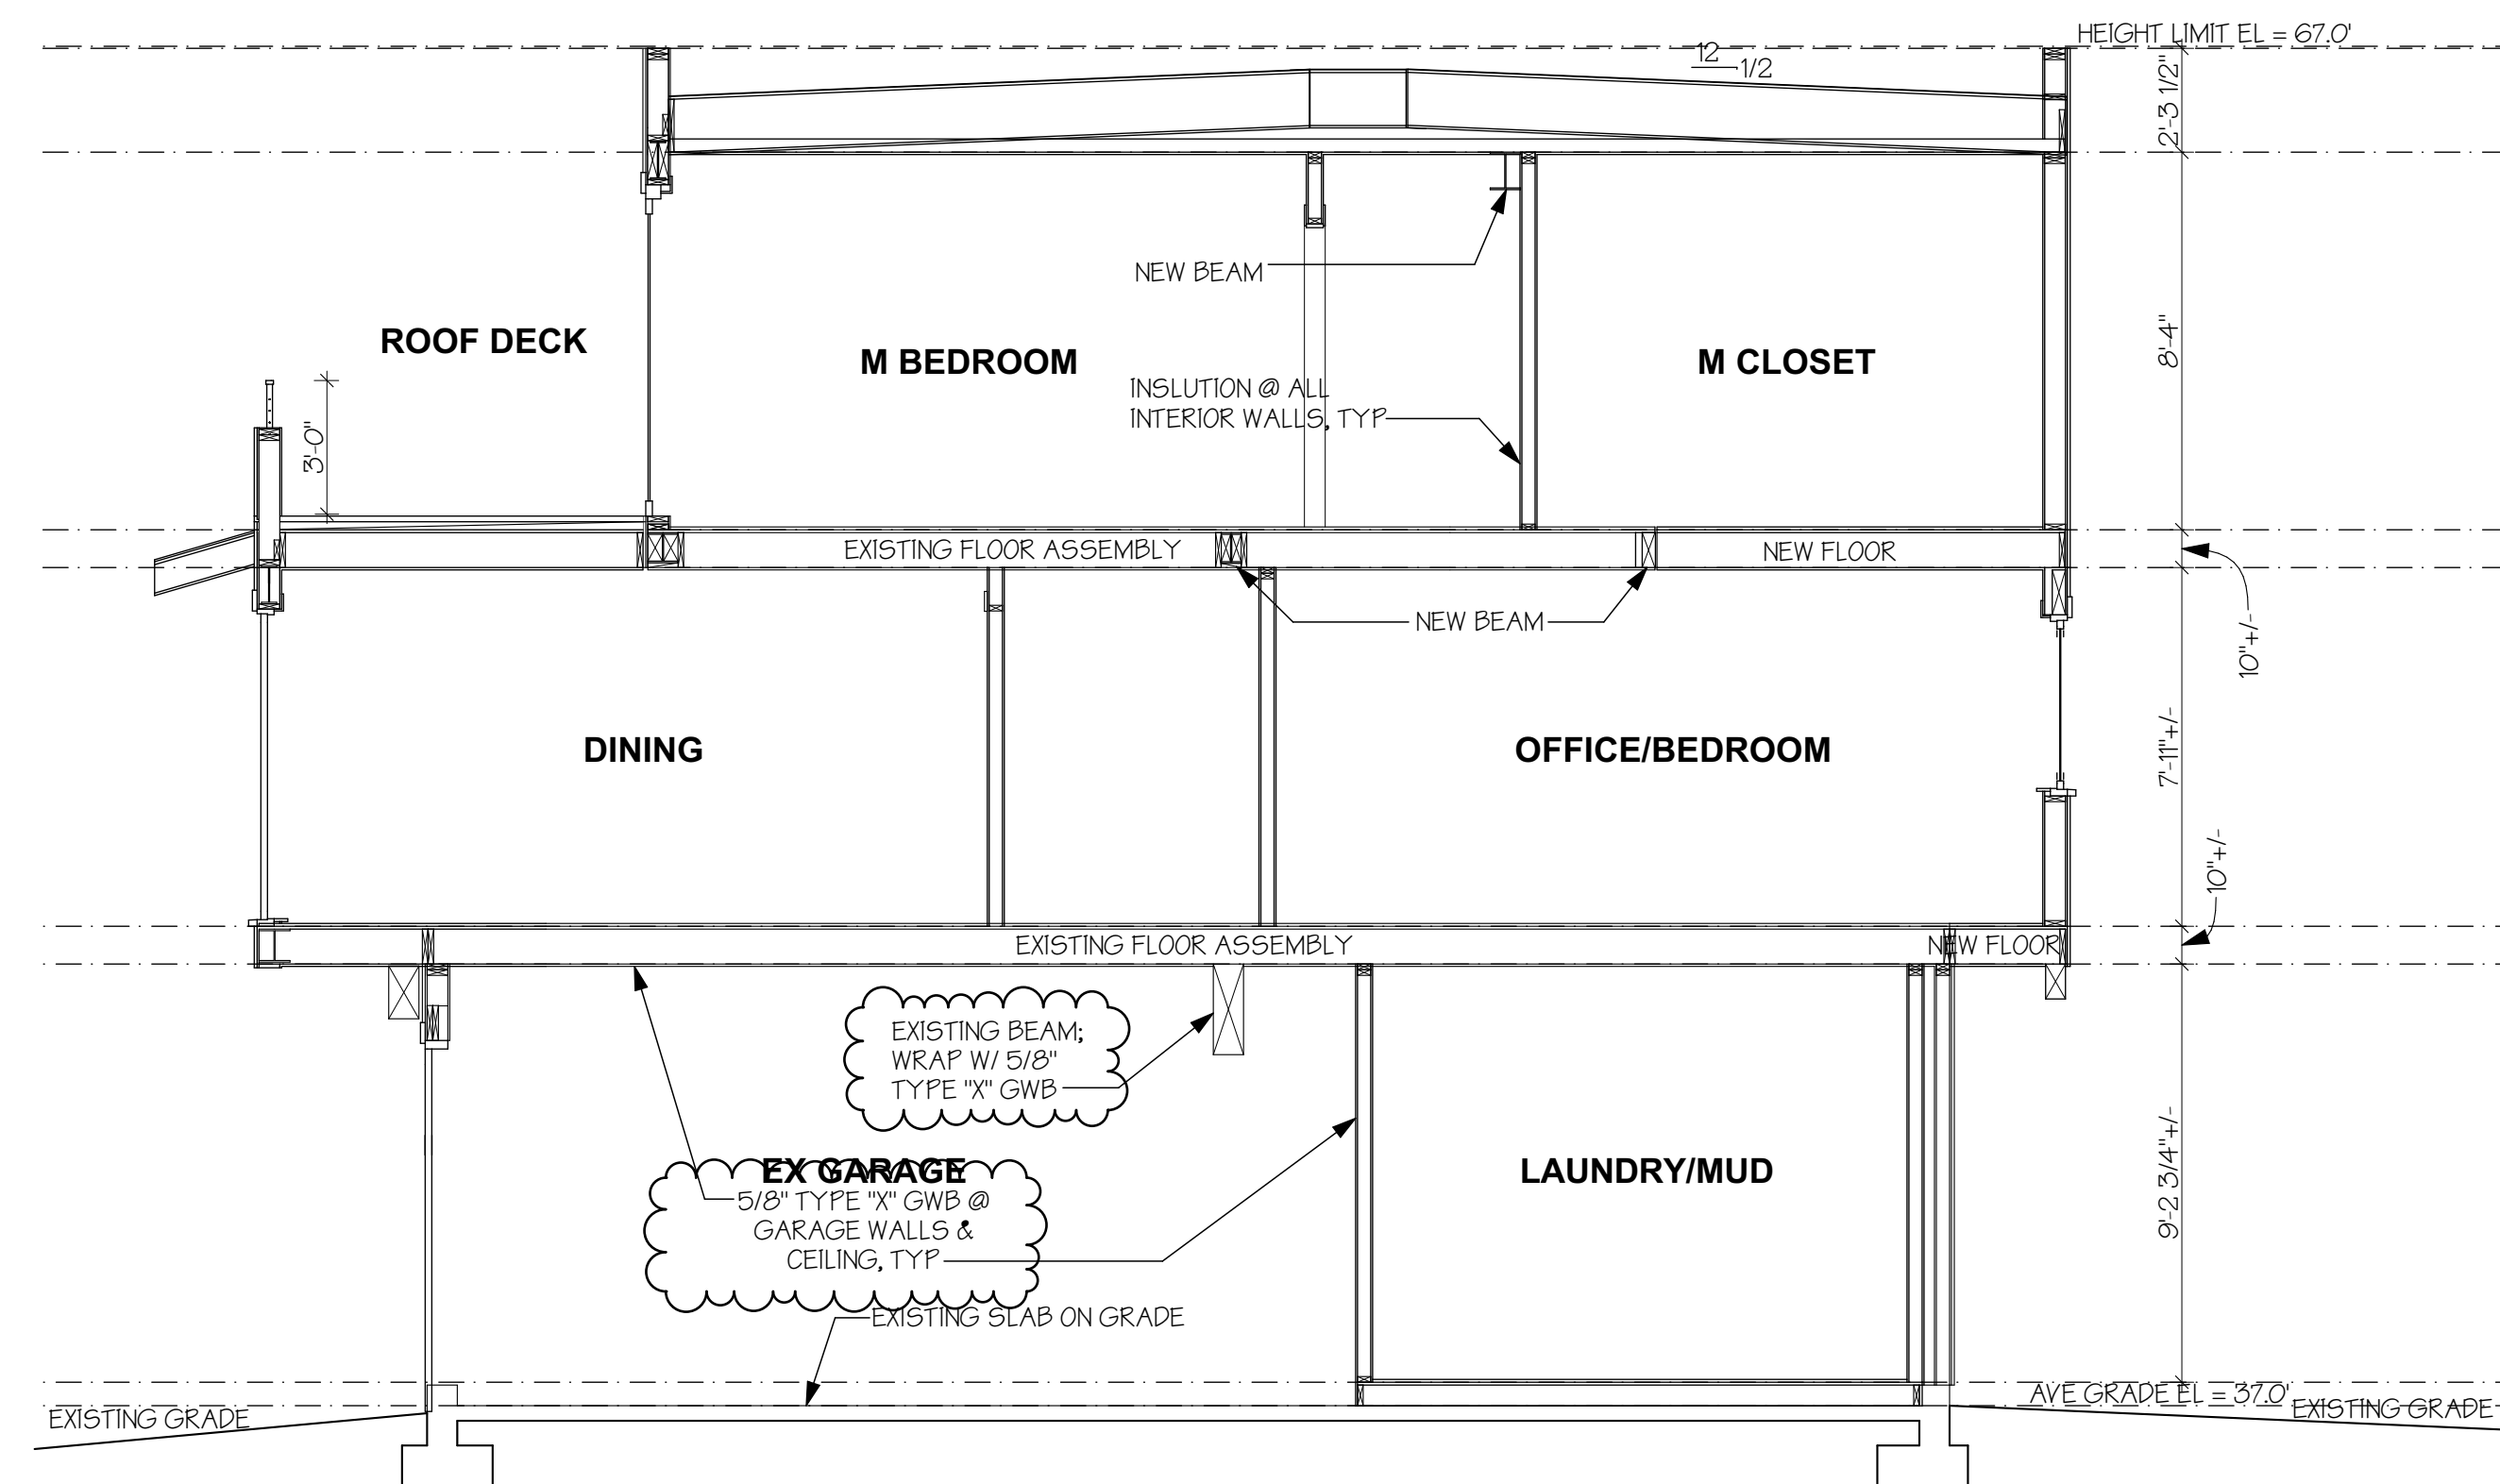 HEIGHT LIMIT EL = 67.0'
12
1/2
2'-3 1/2"
NEW BEAM
ROOF DECK
M BEDROOM
M CLOSET
8'-4"
INSLUTION @ ALL
INTERIOR WALLS, TYP
3'-0"
EXISTING FLOOR ASSEMBLY
NEW FLOOR
NEW BEAM
10"+/-
DINING
OFFICE/BEDROOM
7'-11"+/-
10"+/-
EXISTING FLOOR ASSEMBLY
NEW FLOOR
EXISTING BEAM;
WRAP W/ 5/8"
TYPE "X" GWB
EX GARAGE
LAUNDRY/MUD
9'-2 3/4"+/-
5/8" TYPE "X" GWB @
GARAGE WALLS &
CEILING, TYP
EXISTING SLAB ON GRADE
AVE GRADE EL = 37.0'
EXISTING GRADE
EXISTING GRADE